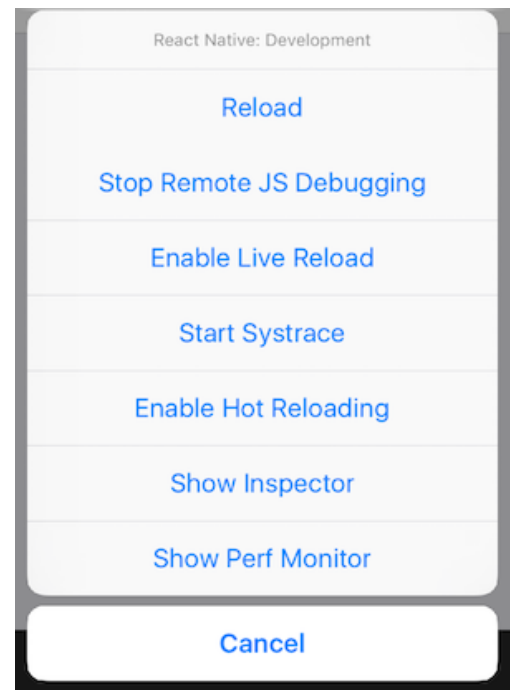 React Native: Development
Reload
Stop Remote JS Debugging
Enable Live Reload
Start Systrace
Enable Hot Reloading
Show Inspector
Show Perf Monitor
Cancel